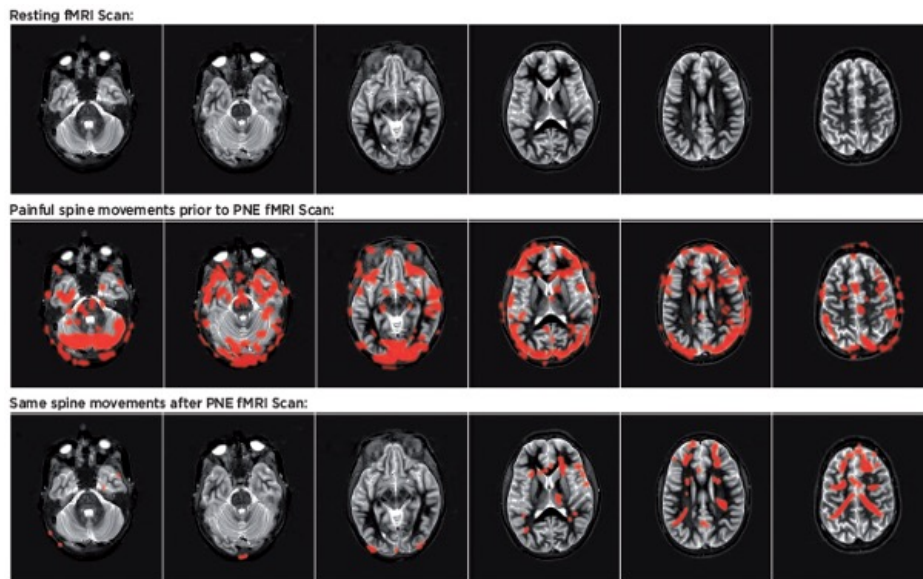 Resting fMRI Scan:
Painful spine movements prior to PNE fMRI Scan:
Same spine movements after PNE fMRI Scan: